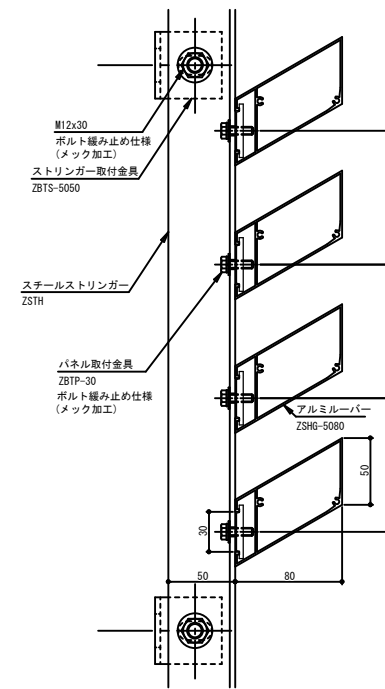 M12x30
ボルト緩み止め仕様
(メック加工)
ストリンガー取付金具
ZBTS-5050
スチールストリンガー
ZSTH
パネル取付金具
ZBTP-30
ボルト緩み止め仕様
(メック加工)
アルミルーバー
ZSHG-5080
50
30
50
80